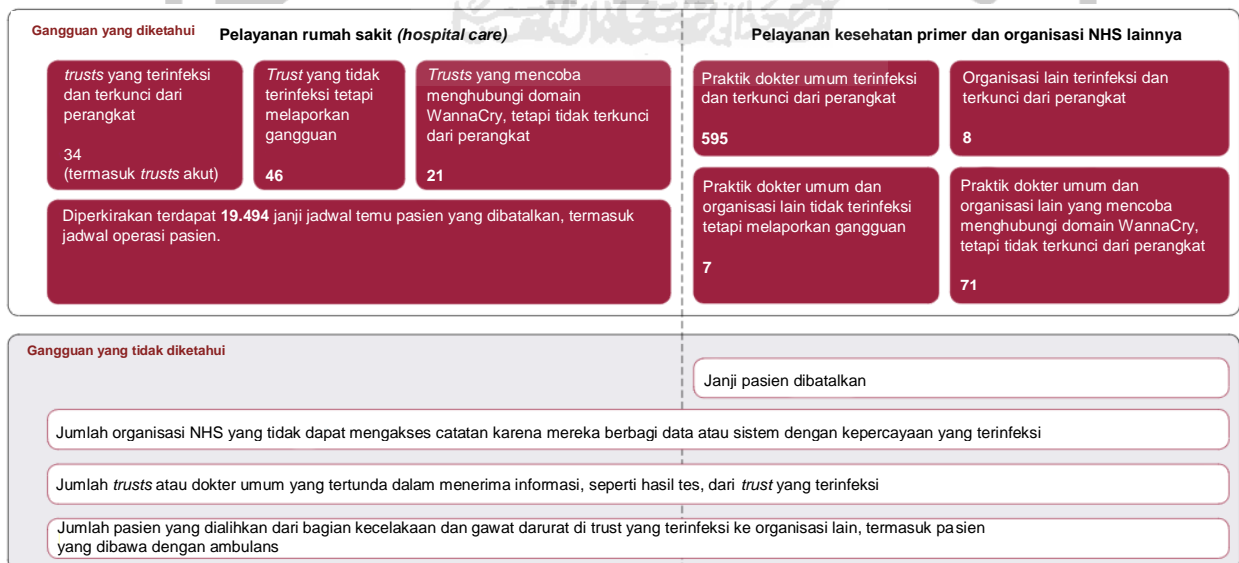 Gangguan yang diketahui
Pelayanan rumah sakit (hospital care)
Pelayanan kesehatan primer dan organisasi NHS lainnya
trusts yang terinfeksi
dan terkunci dari
perangkat
34
(termasuk trusts akut)
Trust yang tidak
terinfeksi tetapi
melaporkan
gangguan
46
Trusts yang mencoba
menghubungi domain
WannaCry, tetapi tidak terkunci
dari perangkat
21
Diperkirakan terdapat 19.494 janji jadwal temu pasien yang dibatalkan, termasuk
jadwal operasi pasien.
Praktik dokter umum terinfeksi
dan terkunci dari perangkat
595
Organisasi lain terinfeksi dan
terkunci dari perangkat
8
Praktik dokter umum dan
organisasi lain tidak terinfeksi
tetapi melaporkan gangguan
7
Praktik dokter umum dan
organisasi lain yang mencoba
menghubungi domain WannaCry,
tetapi tidak terkunci dari perangkat
71
Gangguan yang tidak diketahui
Janji pasien dibatalkan
Jumlah organisasi NHS yang tidak dapat mengakses catatan karena mereka berbagi data atau sistem dengan kepercayaan yang terinfeksi
Jumlah trusts atau dokter umum yang tertunda dalam menerima informasi, seperti hasil tes, dari trust yang terinfeksi
Jumlah pasien yang dialihkan dari bagian kecelakaan dan gawat darurat di trust yang terinfeksi ke organisasi lain, termasuk pasien
yang dibawa dengan ambulans